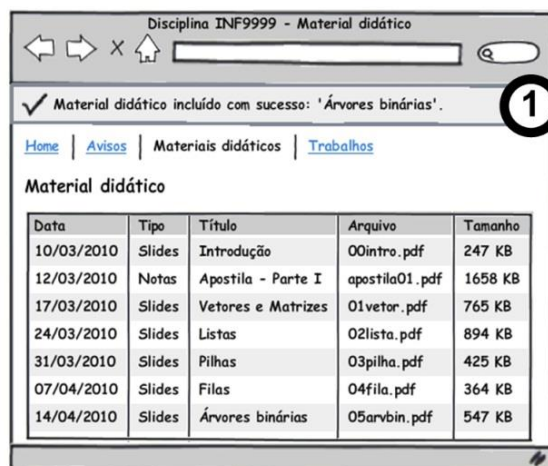 Disciplina INF9999 - Material didático
Material didático incluído com sucesso: 'Árvores binárias'.
1
Home | Avisos | Materiais didáticos | Trabalhos
Material didático
Data Tipo Título Arquivo Tamanho
10/03/2010 Slides Introdução 00intro.pdf 247 KB
12/03/2010 Notas Apostila - Parte I apostila01.pdf 1658 KB
17/03/2010 Slides Vetores e Matrizes 01vetor.pdf 765 KB
24/03/2010 Slides Listas 02lista.pdf 894 KB
31/03/2010 Slides Pilhas 03pilha.pdf 425 KB
07/04/2010 Slides Filas 04fila.pdf 364 KB
14/04/2010 Slides Árvores binárias 05arvbin.pdf 547 KB